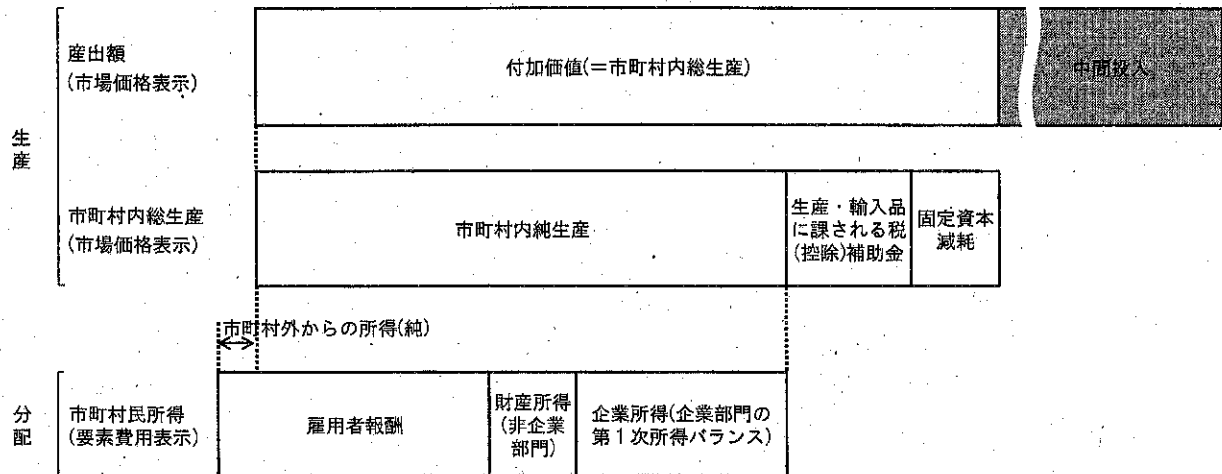 生産
産出額
(市場価格表示)
付加価値(=市町村内総生産)
中間投入
市町村内総生産
(市場価格表示)
市町村内純生産
生産・輸入品
に課される税
(控除)補助金
固定資本
減耗
市町村外からの所得(純)
分配
市町村民所得
(要素費用表示)
雇用者報酬
財産所得
(非企業
部門)
企業所得(企業部門の
第1次所得バランス)